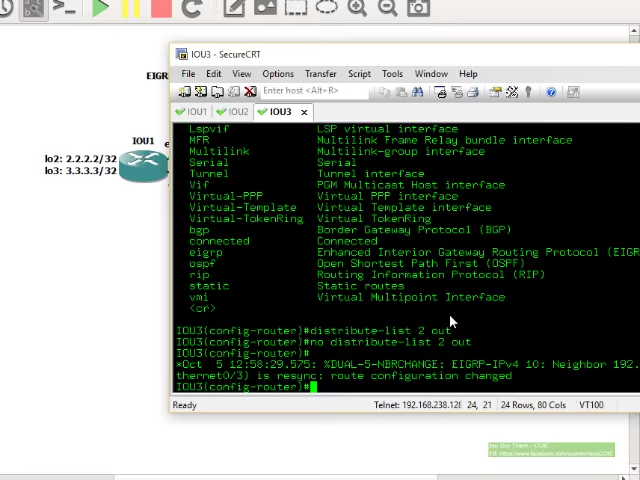 EIGR
IOU1
e
lo2: 2.2.2.2/32
lo3: 3.3.3.3/32
IOU3 - SecureCRT
File Edit View Options Transfer Script Tools Window Help
Enter host <Alt+R>
IOU1 IOU2 IOU3 ×
Lspvif LSP virtual interface
MFR Multilink Frame Relay bundle interface
Multilink Multilink-group interface
Serial Serial
Tunnel Tunnel interface
Vif PGM Multicast Host interface
Virtual-PPP Virtual PPP interface
Virtual-Template Virtual Template interface
Virtual-TokenRing Virtual TokenRing
bgp Border Gateway Protocol (BGP)
connected Connected
eigrp Enhanced Interior Gateway Routing Protocol (EIGR
ospf Open Shortest Path First (OSPF)
rip Routing Information Protocol (RIP)
static Static routes
vmi Virtual Multipoint Interface
<cr>
IOU3(config-router)#distribute-list 2 out
IOU3(config-router)#no distribute-list 2 out
IOU3(config-router)#
*Oct 5 12:58:29.575: %DUAL-5-NBRCHANGE: EIGRP-IPv4 10: Neighbor 192.
thernet0/3) is resync: route configuration changed
IOU3(config-router)#
Ready Telnet: 192.168.238.128 24, 21 24 Rows, 80 Cols VT100